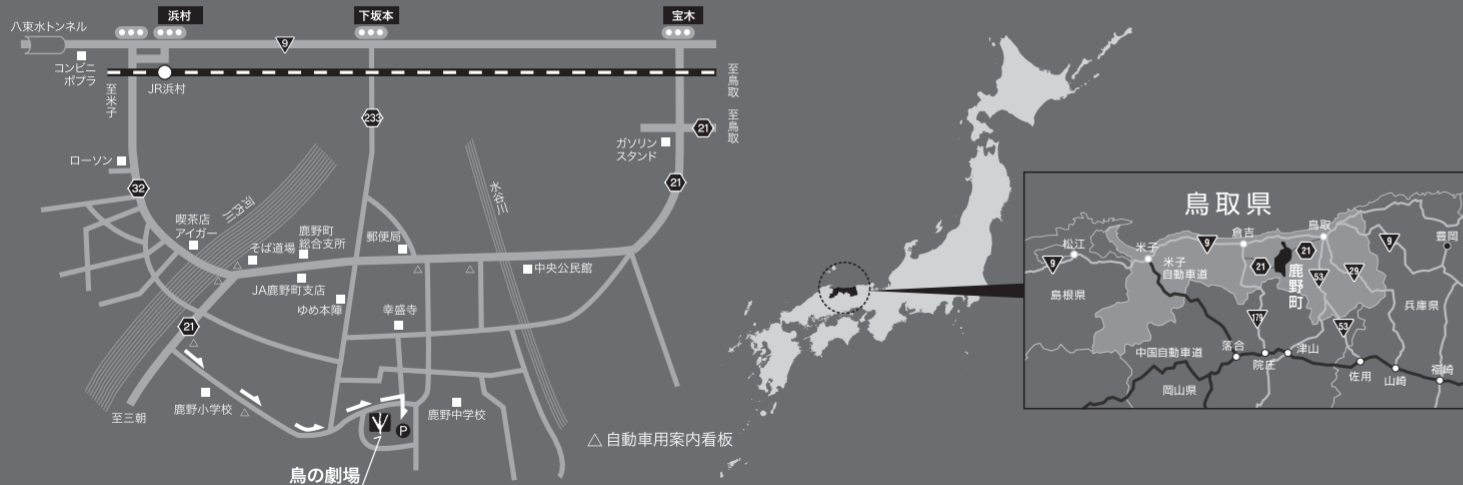 浜村
下坂本
宝木
八束水トンネル
9
コンビニ
ポプラ
至米子
JR浜村
至鳥取
至鳥取
233
21
ガソリン
スタンド
ローソン
32
21
水谷川
河内川
喫茶店
アイガー
そば道場
鹿野町
総合支所
郵便局
中央公民館
JA鹿野町支店
ゆめ本陣
幸盛寺
21
至三朝
鹿野小学校
鹿野中学校
P
△自動車用案内看板
鳥の劇場
鳥取県
松江
9
島根県
米子
米子
自動車道
9
倉吉
21
鹿野町
21
鳥取
53
29
9
豊岡
兵庫県
179
53
中国自動車道
落合
院庄
津山
佐用
山崎
福崎
岡山県